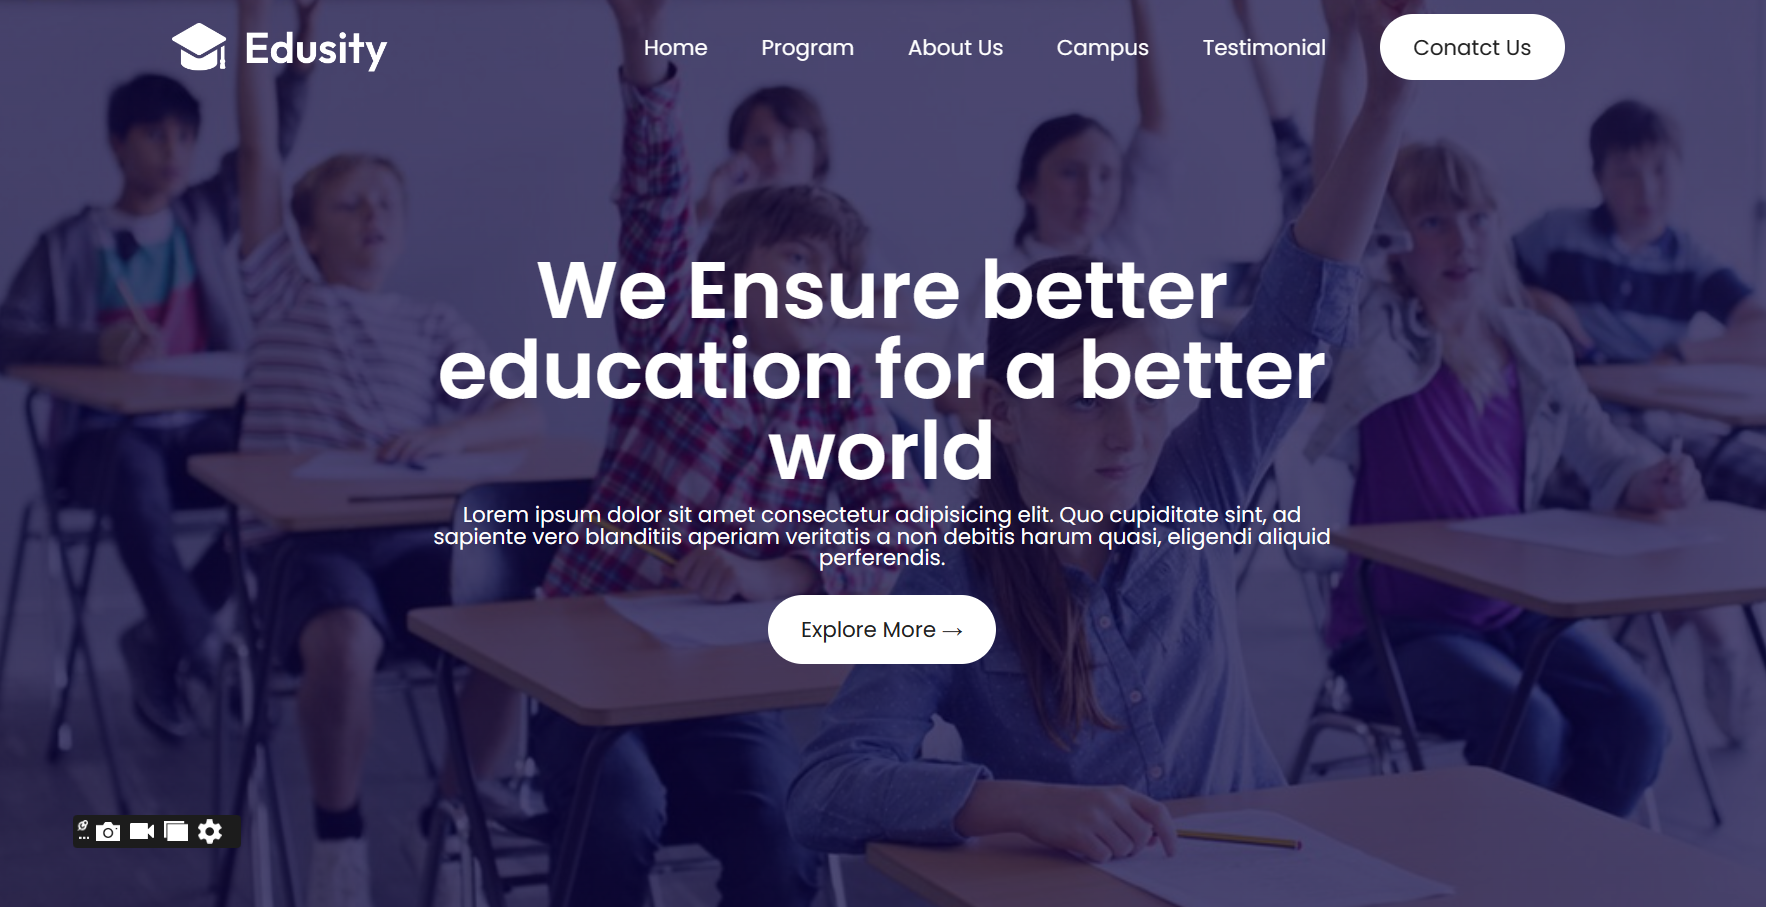 Edusity
Home Program About Us Campus Testimonial Conatct Us
We Ensure better
education for a better
world
Lorem ipsum dolor sit amet consectetur adipisicing elit. Quo cupiditate sint, ad
sapiente vero blanditiis aperiam veritatis a non debitis harum quasi, eligendi aliquid
perferendis.
Explore More →